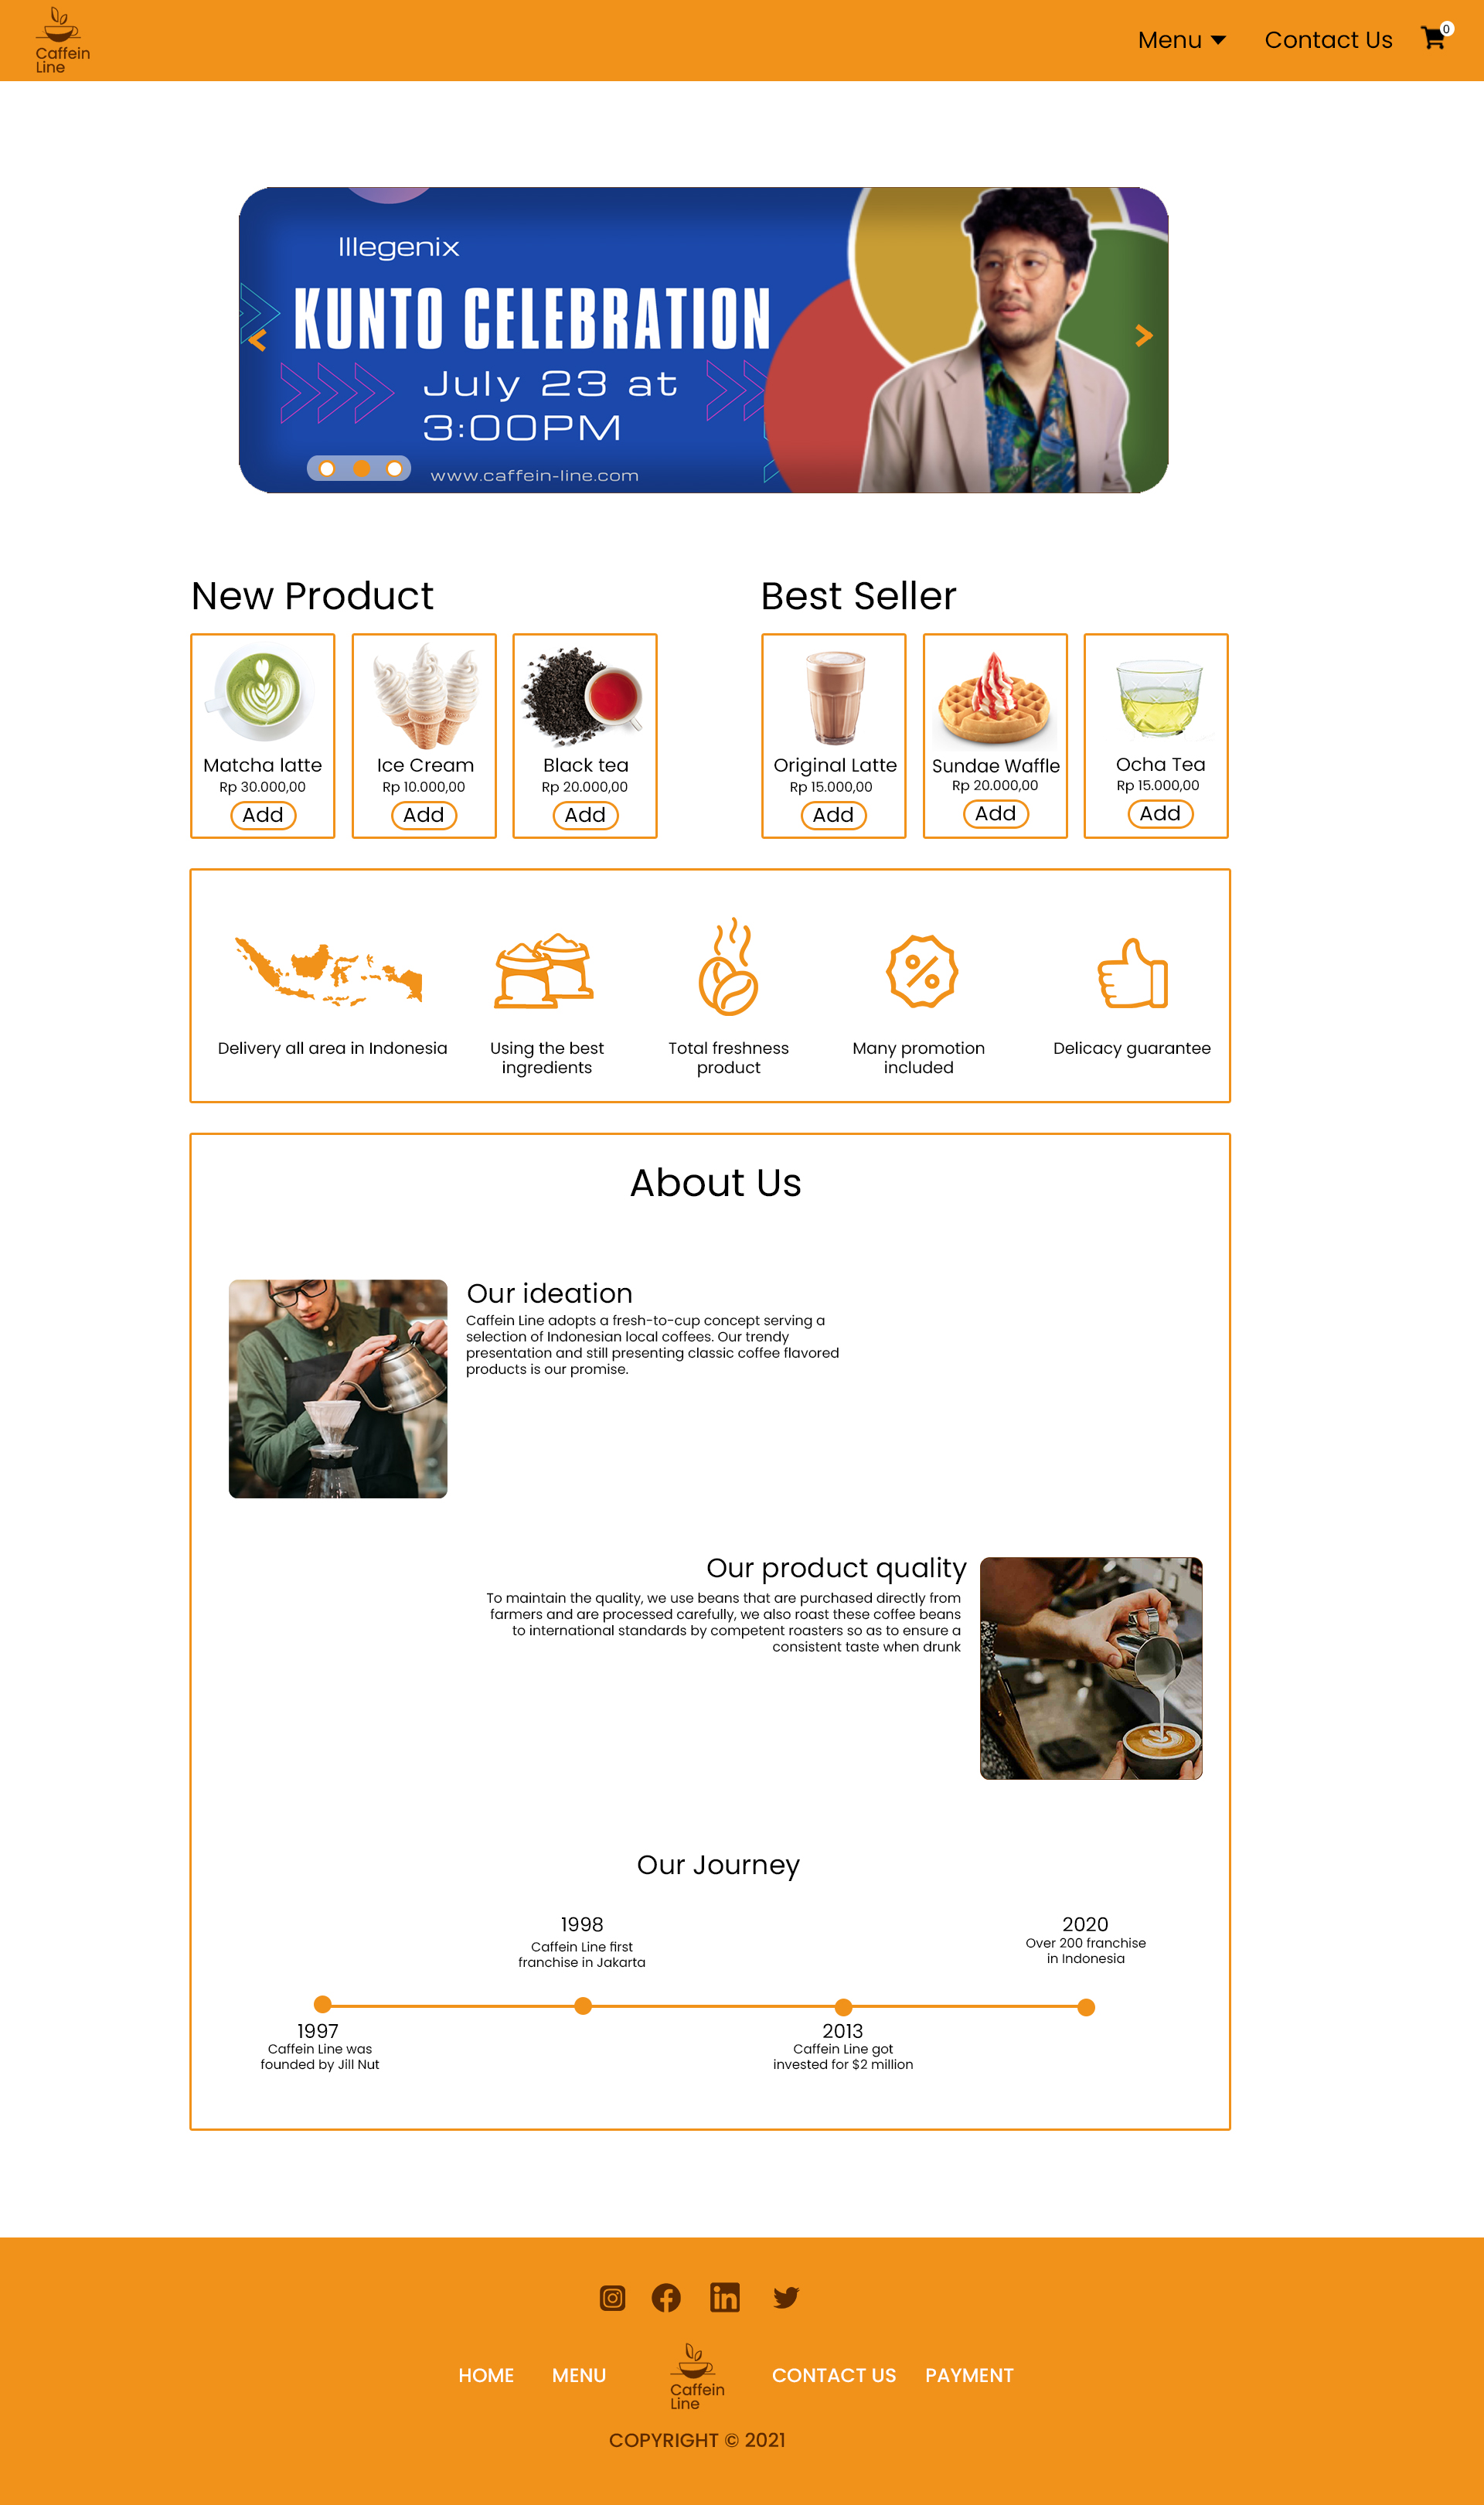 Caffein
Line
Menu
Contact Us
0
Illegenix
KUNTO CELEBRATION
July 23 at
3:00PM
www.caffein-line.com
New Product
Matcha latte
Rp 30.000,00
Add
Ice Cream
Rp 10.000,00
Add
Black tea
Rp 20.000,00
Add
Best Seller
Original Latte
Rp 15.000,00
Add
Sundae Waffle
Rp 20.000,00
Add
Ocha Tea
Rp 15.000,00
Add
Delivery all area in Indonesia
Using the best
ingredients
Total freshness
product
Many promotion
included
Delicacy guarantee
About Us
Our ideation
Caffein Line adopts a fresh-to-cup concept serving a
selection of Indonesian local coffees. Our trendy
presentation and still presenting classic coffee flavored
products is our promise.
Our product quality
To maintain the quality, we use beans that are purchased directly from
farmers and are processed carefully, we also roast these coffee beans
to international standards by competent roasters so as to ensure a
consistent taste when drunk
Our Journey
1997
Caffein Line was
founded by Jill Nut
1998
Caffein Line first
franchise in Jakarta
2013
Caffein Line got
invested for $2 million
2020
Over 200 franchise
in Indonesia
in
HOME
MENU
Caffein
Line
CONTACT US
PAYMENT
COPYRIGHT © 2021